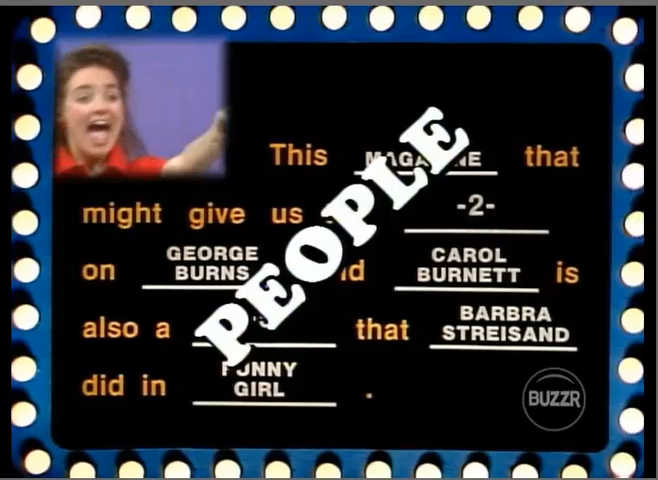 This MAGAZINE that
might give us -2-
on GEORGE BURNS CAROL BURNETT is
also a that BARBRA STREISAND
did in FUNNY GIRL .
PEOPLE
BUZZR